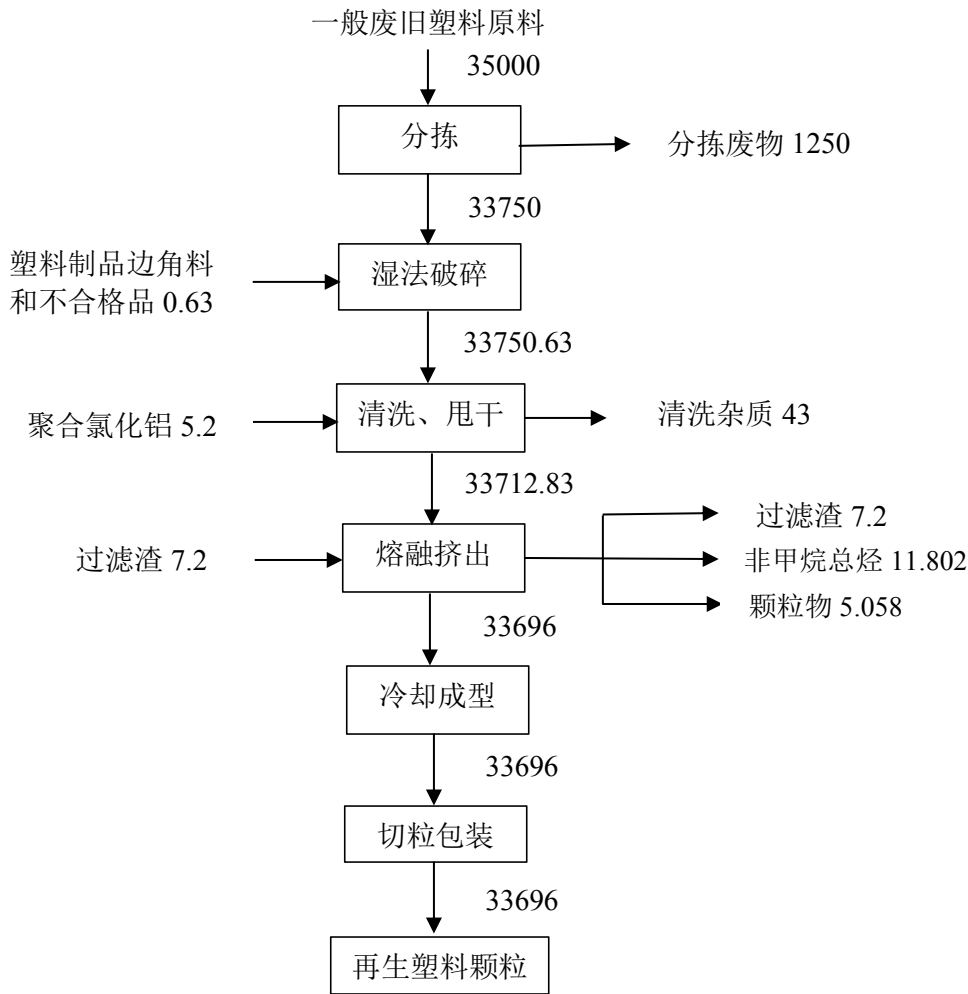 一般废旧塑料原料
35000
分拣
分拣废物 1250
33750
塑料制品边角料
和不合格品 0.63
湿法破碎
33750.63
聚合氯化铝 5.2
清洗、甩干
清洗杂质 43
33712.83
过滤渣 7.2
熔融挤出
过滤渣 7.2
非甲烷总烃 11.802
颗粒物 5.058
33696
冷却成型
33696
切粒包装
33696
再生塑料颗粒